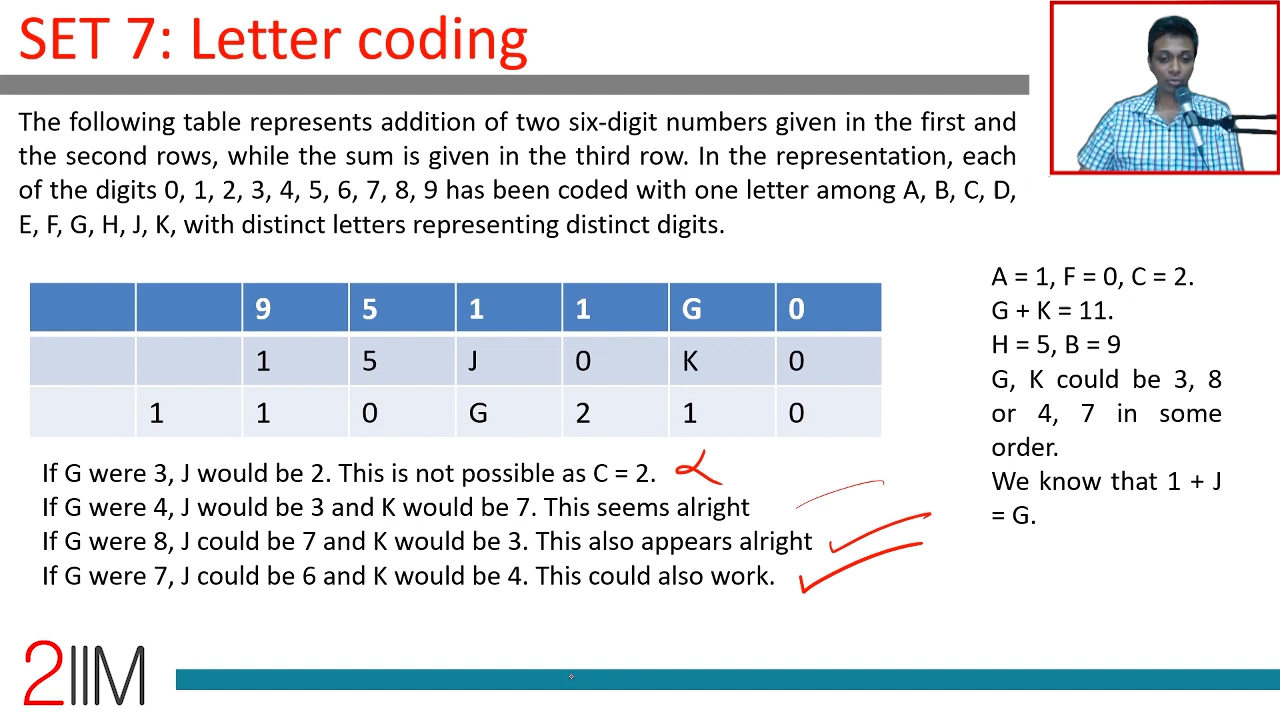 SET 7: Letter coding
The following table represents addition of two six-digit numbers given in the first and
the second rows, while the sum is given in the third row. In the representation, each
of the digits 0, 1, 2, 3, 4, 5, 6, 7, 8, 9 has been coded with one letter among A, B, C, D,
E, F, G, H, J, K, with distinct letters representing distinct digits.
9 5 1 1 G 0
1 5 J 0 K 0
1 1 0 G 2 1 0
A = 1, F = 0, C = 2.
G + K = 11.
H = 5, B = 9
G, K could be 3, 8
or 4, 7 in some
order.
We know that 1 + J
= G.
If G were 3, J would be 2. This is not possible as C = 2.
If G were 4, J would be 3 and K would be 7. This seems alright
If G were 8, J could be 7 and K would be 3. This also appears alright
If G were 7, J could be 6 and K would be 4. This could also work.
2IIM